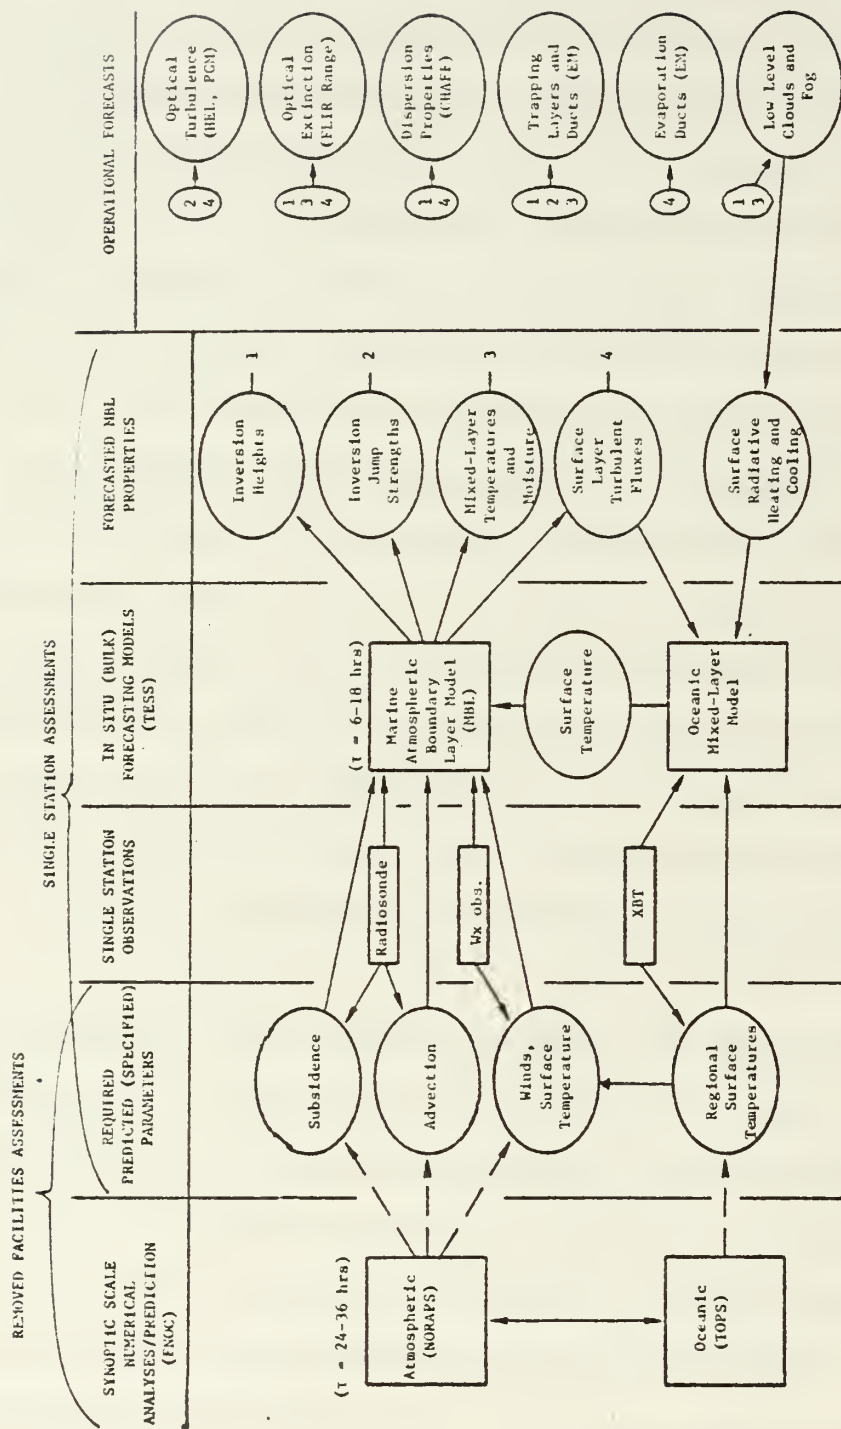 REMOVED FACILITIES ASSESSMENTS
SINGLE STATION ASSESSMENTS
SYNOPTIC SCALE
NUMERICAL
ANALYSES/PREDICTION
(FNOC)
REQUIRED
PREDICTED (SPECIFIED)
PARAMETERS
SINGLE STATION
OBSERVATIONS
IN SITU (BULK)
FORECASTING MODELS
(TESS)
FORECASTED MBL
PROPERTIES
OPERATIONAL FORECASTS
(τ = 24-36 hrs)
Atmospheric
(NORAPS)
Oceanic
(TOPS)
Subsidence
Advection
Winds,
Surface
Temperature
Regional
Surface
Temperatures
Radiosonde
Wx obs.
XBT
(τ = 6-18 hrs)
Marine
Atmospheric
Boundary
Layer Model
(MBL)
Surface
Temperature
Oceanic
Mixed-Layer
Model
Inversion
Heights
1
Inversion
Jump
Strengths
2
Mixed-Layer
Temperatures
and
Moisture
3
Surface
Layer
Turbulent
Fluxes
4
Surface
Radiative
Heating and
Cooling
2
4
Optical
Turbulence
(HEL, PGM)
1
3
4
Optical
Extinction
(FLIR Range)
1
4
Dispersion
Properties
(CHAFF)
1
2
3
Trapping
Layers and
Ducts (EM)
4
Evaporation
Ducts (EM)
1
3
Low Level
Clouds and
Fog